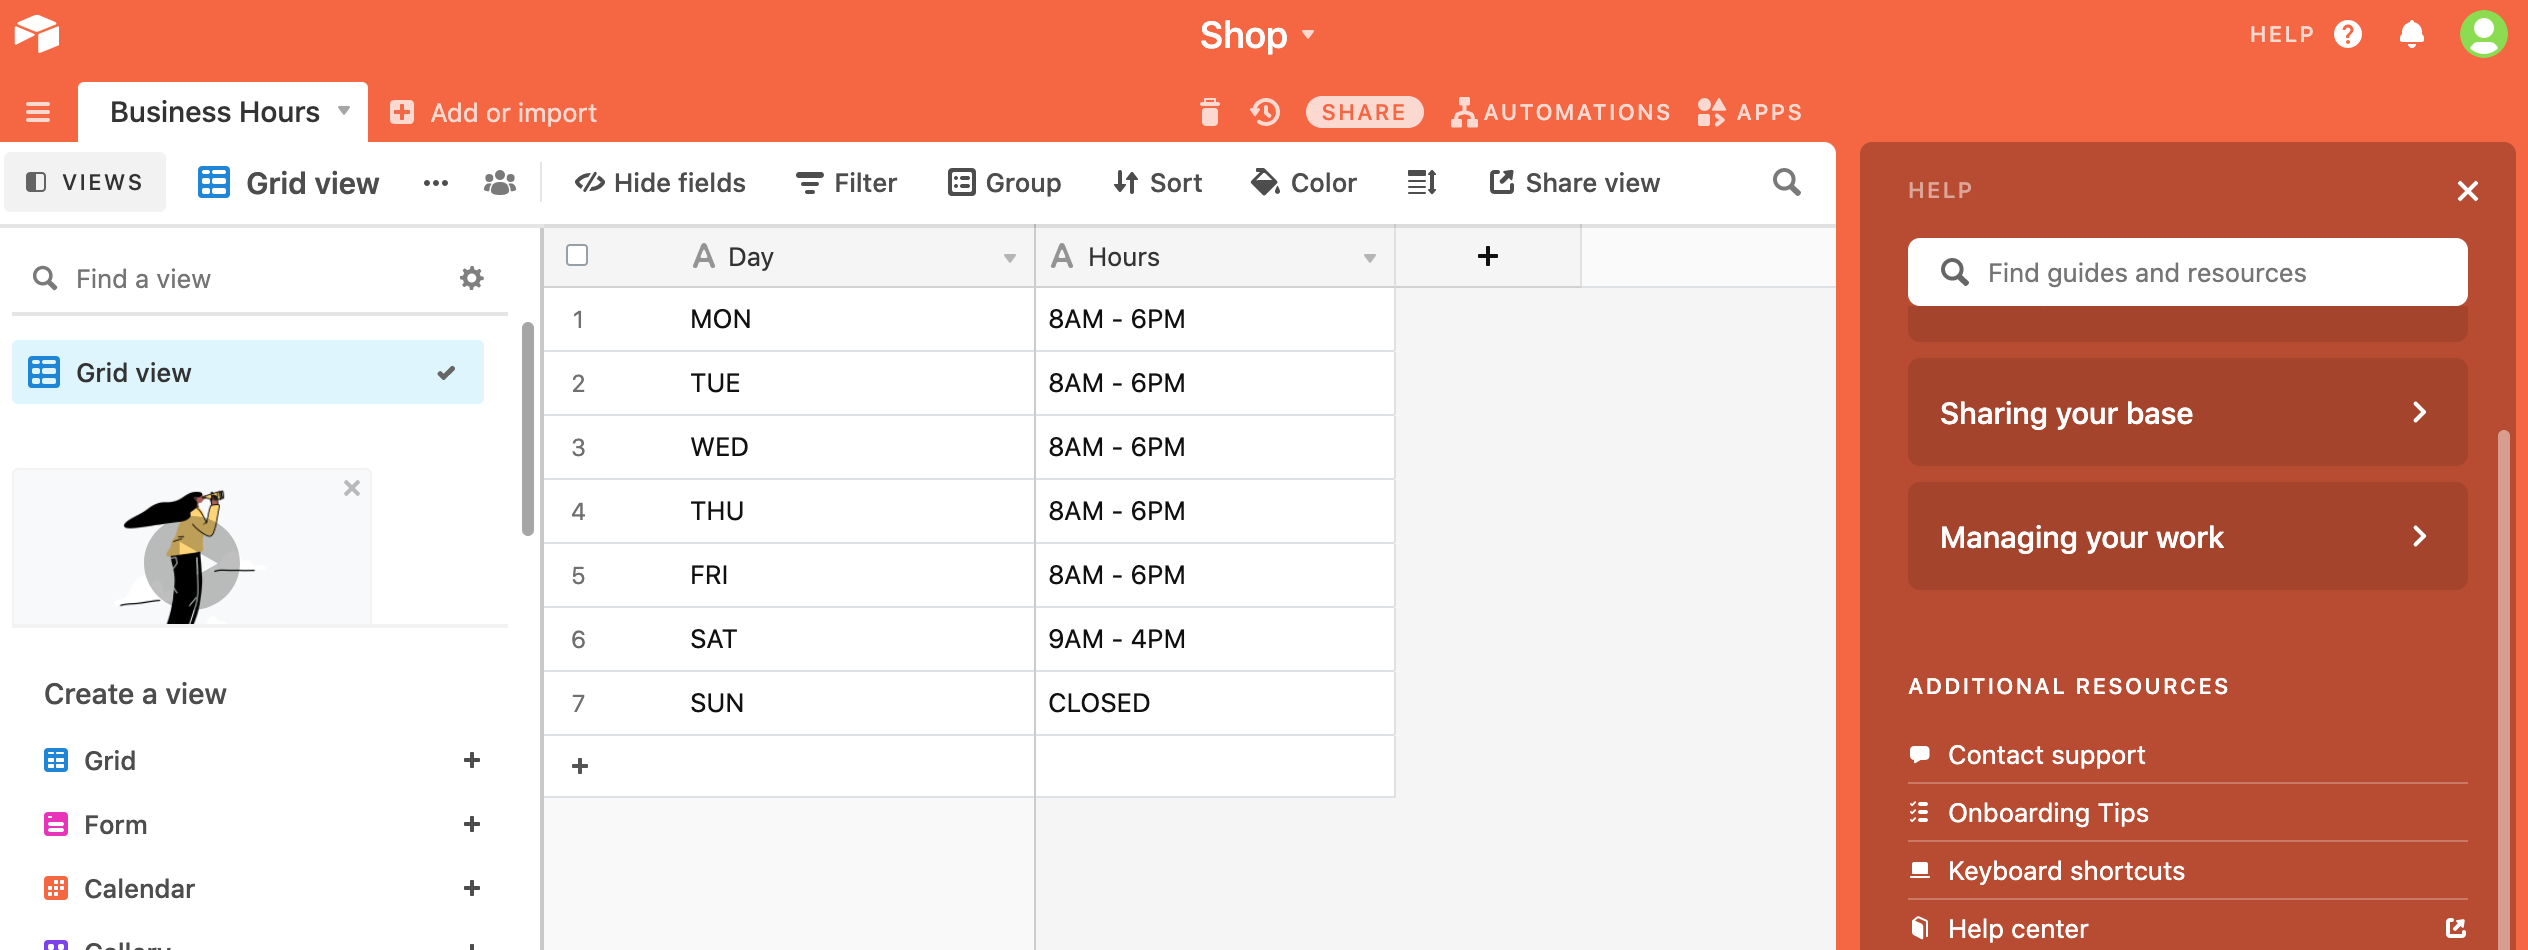 Shop
HELP
Business Hours
Add or import
SHARE
AUTOMATIONS
APPS
VIEWS
Grid view
Hide fields
Filter
Group
Sort
Color
Share view
Find a view
Grid view
Create a view
Grid
Form
Calendar
Gallery
Day
Hours
1 MON 8AM - 6PM
2 TUE 8AM - 6PM
3 WED 8AM - 6PM
4 THU 8AM - 6PM
5 FRI 8AM - 6PM
6 SAT 9AM - 4PM
7 SUN CLOSED
HELP
Find guides and resources
Sharing your base
Managing your work
ADDITIONAL RESOURCES
Contact support
Onboarding Tips
Keyboard shortcuts
Help center